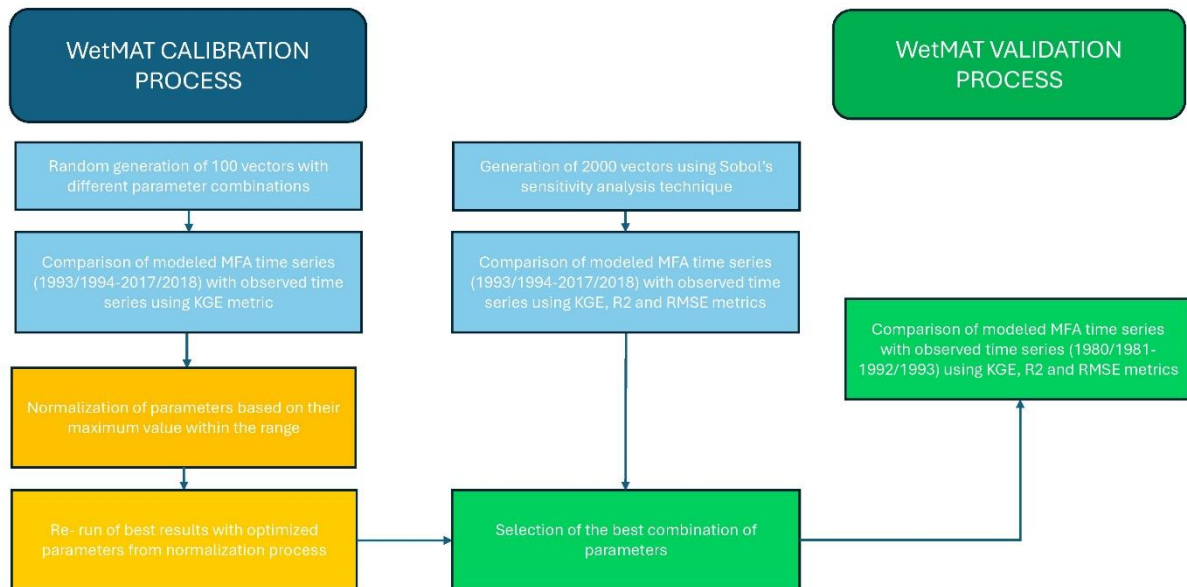 WetMAT CALIBRATION
PROCESS
WetMAT VALIDATION
PROCESS
Random generation of 100 vectors with
different parameter combinations
Generation of 2000 vectors using Sobol's
sensitivity analysis technique
Comparison of modeled MFA time series
(1993/1994-2017/2018) with observed time
series using KGE metric
Comparison of modeled MFA time series
(1993/1994-2017/2018) with observed time
series using KGE, R2 and RMSE metrics
Comparison of modeled MFA time series
with observed time series (1980/1981-
1992/1993) using KGE, R2 and RMSE metrics
Normalization of parameters based on their
maximum value within the range
Re- run of best results with optimized
parameters from normalization process
Selection of the best combination of
parameters